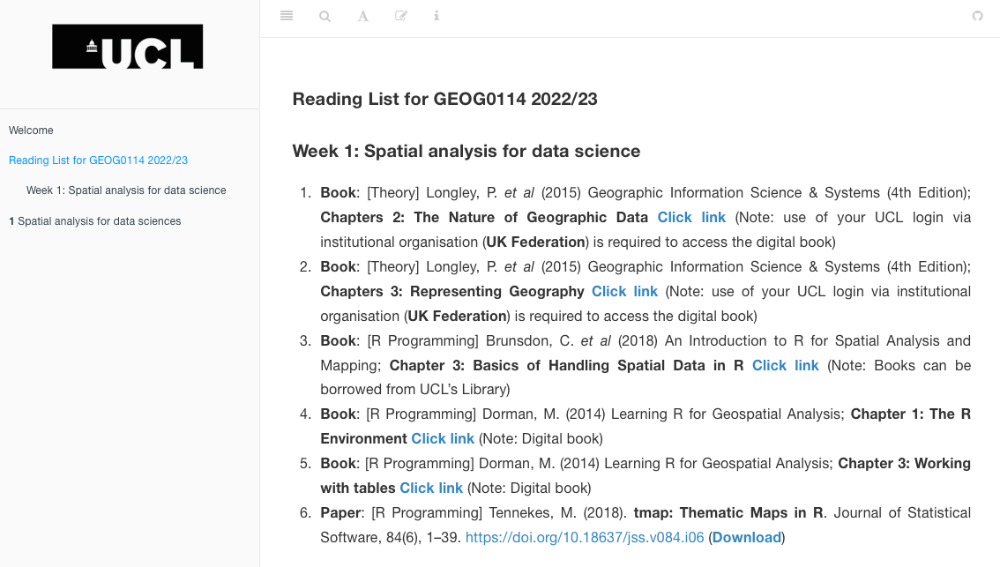 UCL
Welcome
Reading List for GEOG0114 2022/23
Week 1: Spatial analysis for data science
1 Spatial analysis for data sciences
Reading List for GEOG0114 2022/23
Week 1: Spatial analysis for data science
1. Book: [Theory] Longley, P. et al (2015) Geographic Information Science & Systems (4th Edition);
Chapters 2: The Nature of Geographic Data Click link (Note: use of your UCL login via
institutional organisation (UK Federation) is required to access the digital book)
2. Book: [Theory] Longley, P. et al (2015) Geographic Information Science & Systems (4th Edition);
Chapters 3: Representing Geography Click link (Note: use of your UCL login via institutional
organisation (UK Federation) is required to access the digital book)
3. Book: [R Programming] Brunsdon, C. et al (2018) An Introduction to R for Spatial Analysis and
Mapping; Chapter 3: Basics of Handling Spatial Data in R Click link (Note: Books can be
borrowed from UCL’s Library)
4. Book: [R Programming] Dorman, M. (2014) Learning R for Geospatial Analysis; Chapter 1: The R
Environment Click link (Note: Digital book)
5. Book: [R Programming] Dorman, M. (2014) Learning R for Geospatial Analysis; Chapter 3: Working
with tables Click link (Note: Digital book)
6. Paper: [R Programming] Tennekes, M. (2018). tmap: Thematic Maps in R. Journal of Statistical
Software, 84(6), 1–39. https://doi.org/10.18637/jss.v084.i06 (Download)